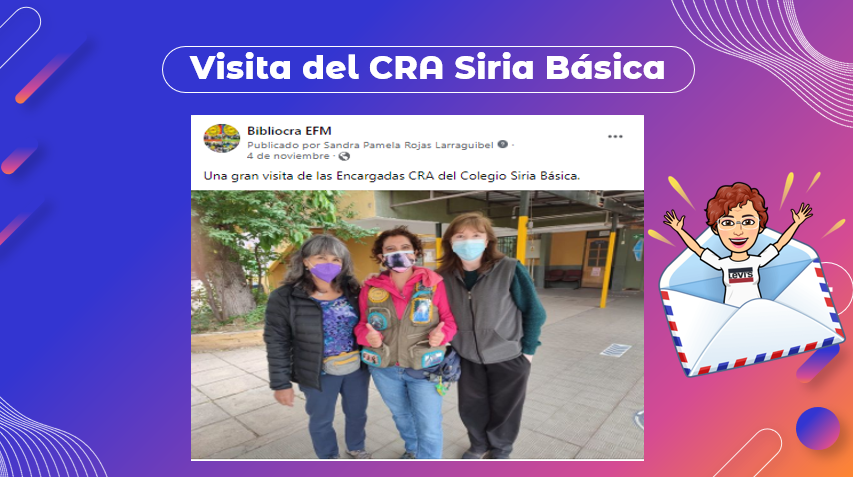 Visita del CRA Siria Básica
Bibliocra EFM
Publicado por Sandra Pamela Rojas Larraguibel
4 de noviembre ·
Una gran visita de las Encargadas CRA del Colegio Siria Básica.
Levi's